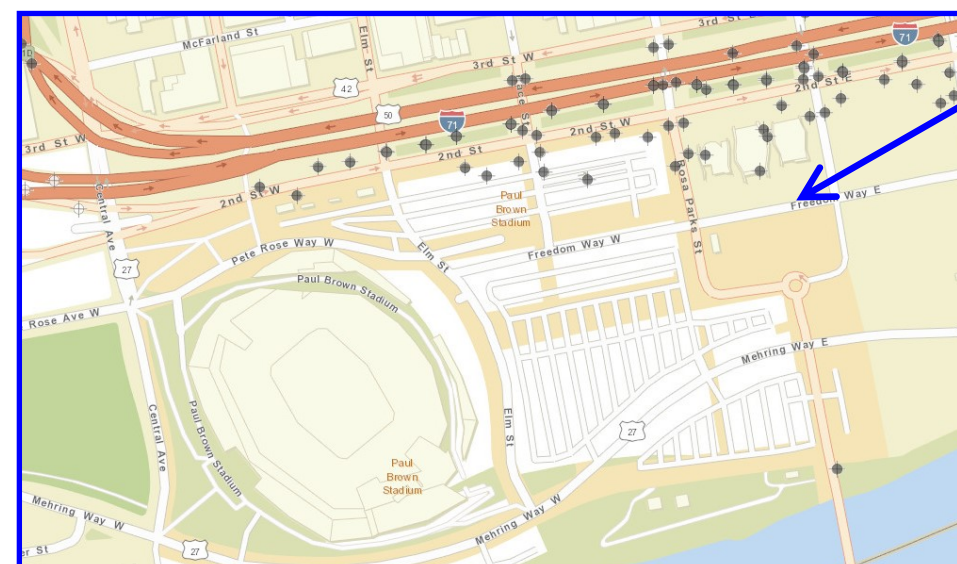 3rd St E
McFarland St
Elm St
3rd St W
71
42
50
71
2nd St E
3rd St W
2nd St W
2nd St
2nd St W
Central Ave
Rosa Parks St
Paul
Brown
Stadium
Freedom Way E
Freedom Way W
Pete Rose Way W
Elm St
27
Paul Brown Stadium
Rose Ave W
Mehring Way E
Paul Brown Stadium
Central Ave
Elm St
27
Paul
Brown
Stadium
Mehring Way W
Mehring Way W
er St
27